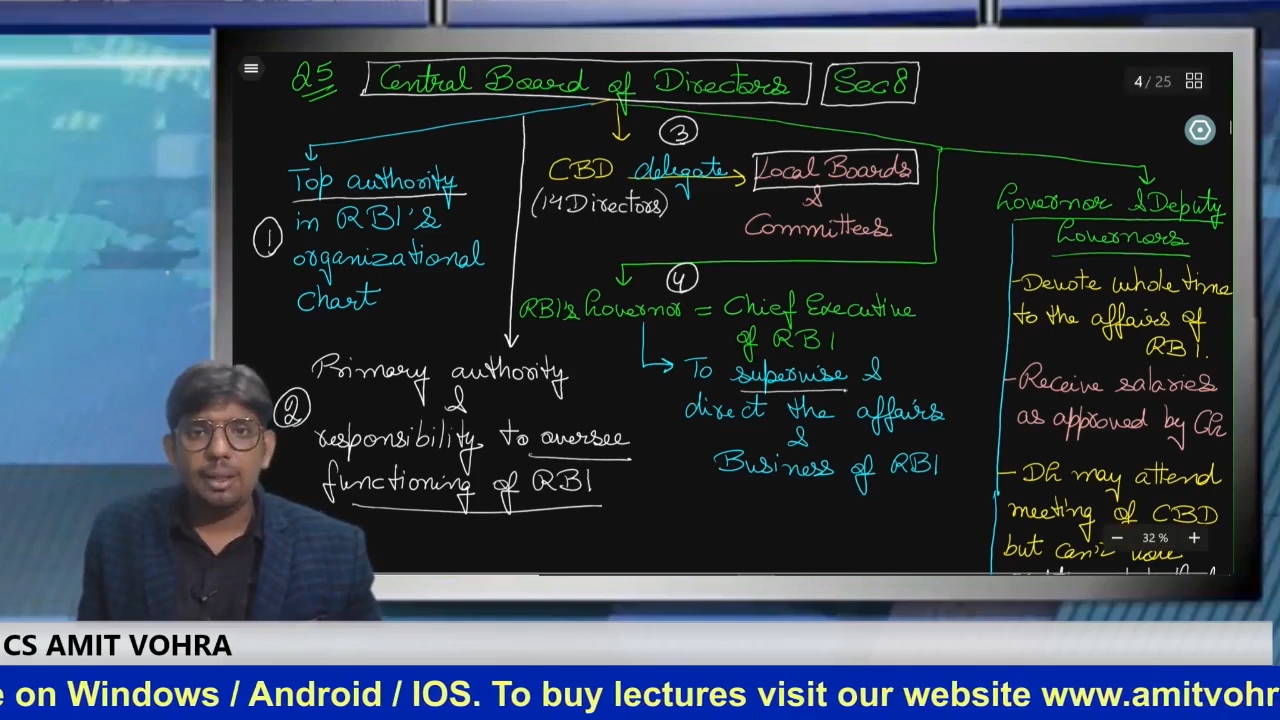 25 Central Board of Directors Sec 8
4 / 25
Top authority
in RBI's
organizational
Chart
1
Primary authority
&
responsibility to oversee
functioning of RBI
2
3
CBD delegate Local Boards
(14 Directors)
&
Committees
4
RBI's Governor = Chief Executive
of RBI
To supervise &
direct the affairs
&
Business of RBI
Governor & Deputy
Governors
- Devote whole time
to the affairs of
RBI.
- Receive salaries
as approved by CG
- DG may attend
meeting of CBD
but can't vote
- 32 % +
CS AMIT VOHRA
e on Windows / Android / IOS. To buy lectures visit our website www.amitvohr